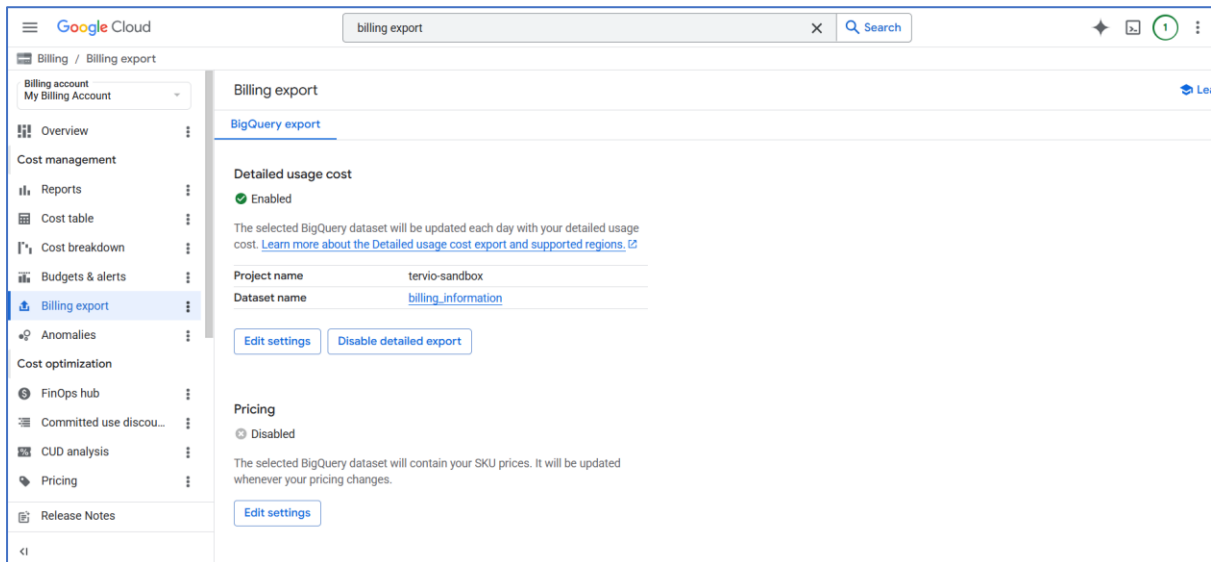 Google Cloud
billing export
Search
1
Billing / Billing export
Billing account
My Billing Account
Overview
Cost management
Reports
Cost table
Cost breakdown
Budgets & alerts
Billing export
Anomalies
Cost optimization
FinOps hub
Committed use discou...
CUD analysis
Pricing
Release Notes
Billing export
Lea
BigQuery export
Detailed usage cost
Enabled
The selected BigQuery dataset will be updated each day with your detailed usage
cost. Learn more about the Detailed usage cost export and supported regions.
Project name tervio-sandbox
Dataset name billing_information
Edit settings Disable detailed export
Pricing
Disabled
The selected BigQuery dataset will contain your SKU prices. It will be updated
whenever your pricing changes.
Edit settings